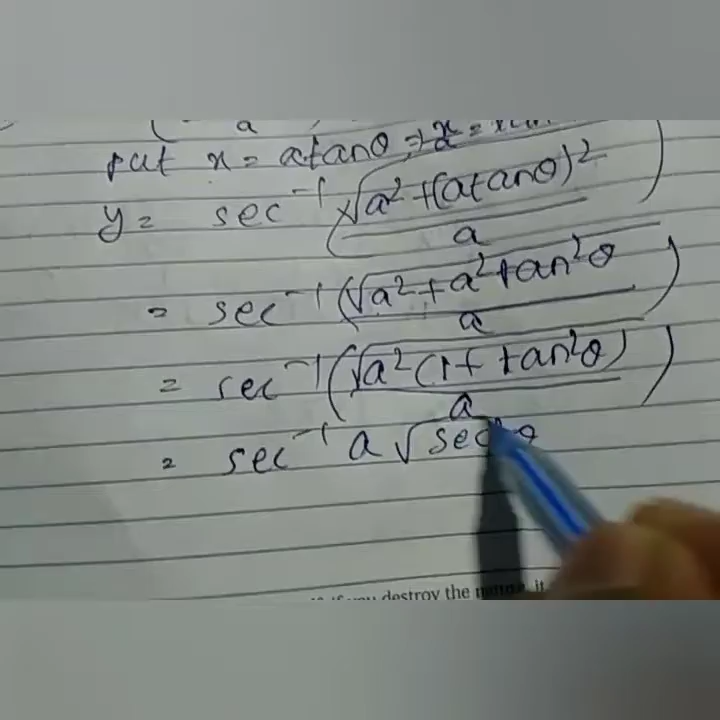 a
put x = a tanθ ⇒ x/a =
y = sec⁻¹(√a² + (a tanθ)² / a)
= sec⁻¹(√a² + a² tan²θ / a)
= sec⁻¹(√a² (1 + tan²θ) / a)
= sec⁻¹ a √sec θ
destroy the